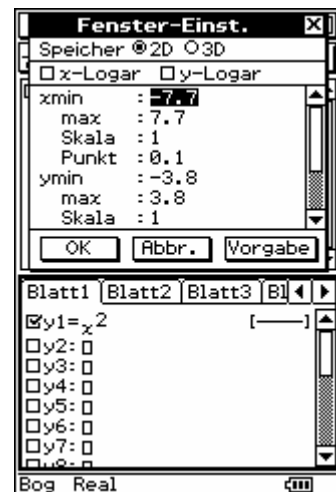 Fenster-Einst.
Speicher 2D 3D
x-Logar y-Logar
xmin :-7.7
max :7.7
Skala :1
Punkt :0.1
ymin :-3.8
max :3.8
Skala :1
OK Abbr. Vorgabe
Blatt1 Blatt2 Blatt3 Bl
y1=x² [—]
y2:
y3:
y4:
y5:
y6:
y7:
Bog Real